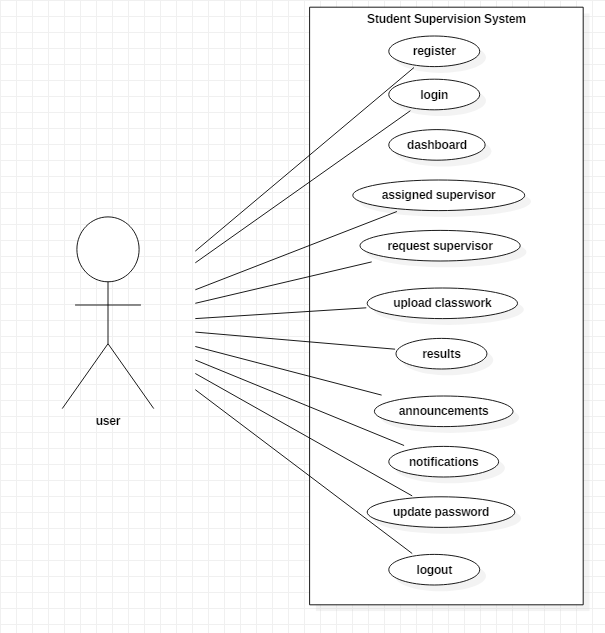 Student Supervision System
register
login
dashboard
assigned supervisor
request supervisor
upload classwork
results
announcements
notifications
update password
logout
user